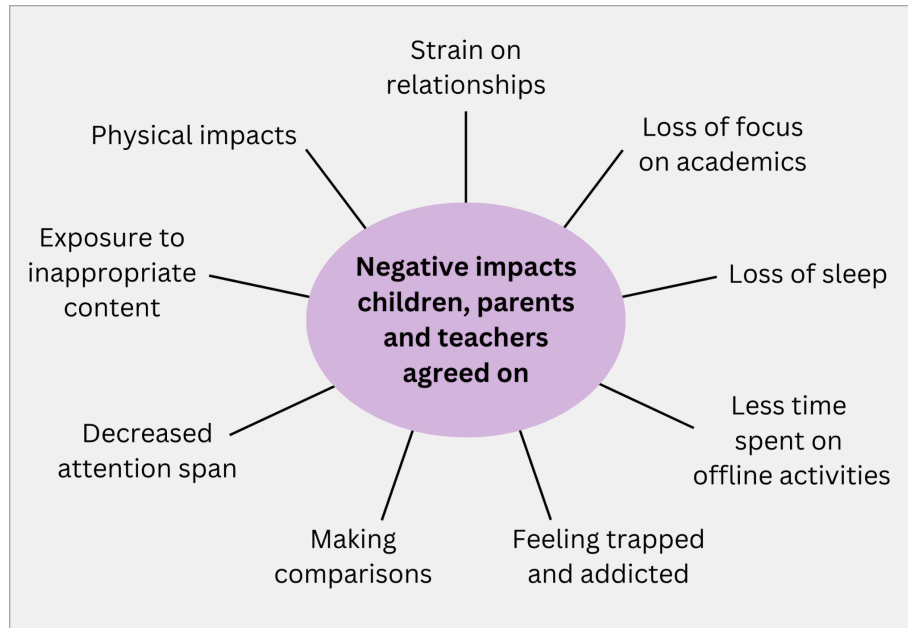 Strain on
relationships
Loss of focus
on academics
Loss of sleep
Less time
spent on
offline activities
Feeling trapped
and addicted
Making
comparisons
Decreased
attention span
Exposure to
inappropriate
content
Physical impacts
Negative impacts
children, parents
and teachers
agreed on